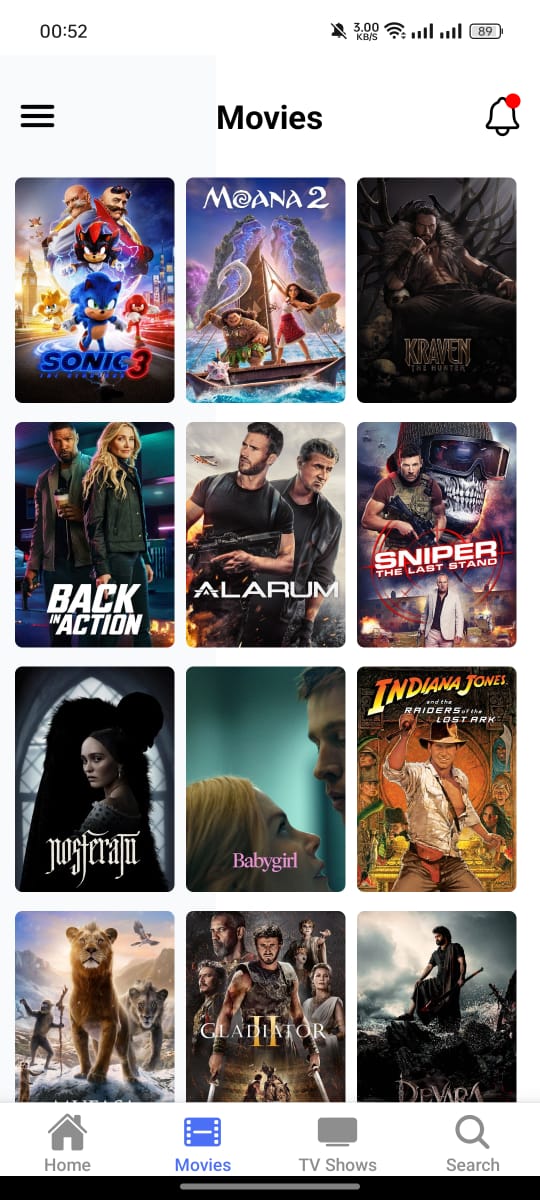 00:52
3.00
KB/S
89
Movies
SONIC 3
THE HEDGEHOG
MOANA 2
KRAVEN
THE HUNTER
BACK
IN ACTION
ALARUM
SNIPER
THE LAST STAND
nosferatu
Babygirl
INDIANA JONES
and the
RAIDERS of the
LOST ARK
MUFASA
GLADIATOR
II
DEVARA
Home
Movies
TV Shows
Search